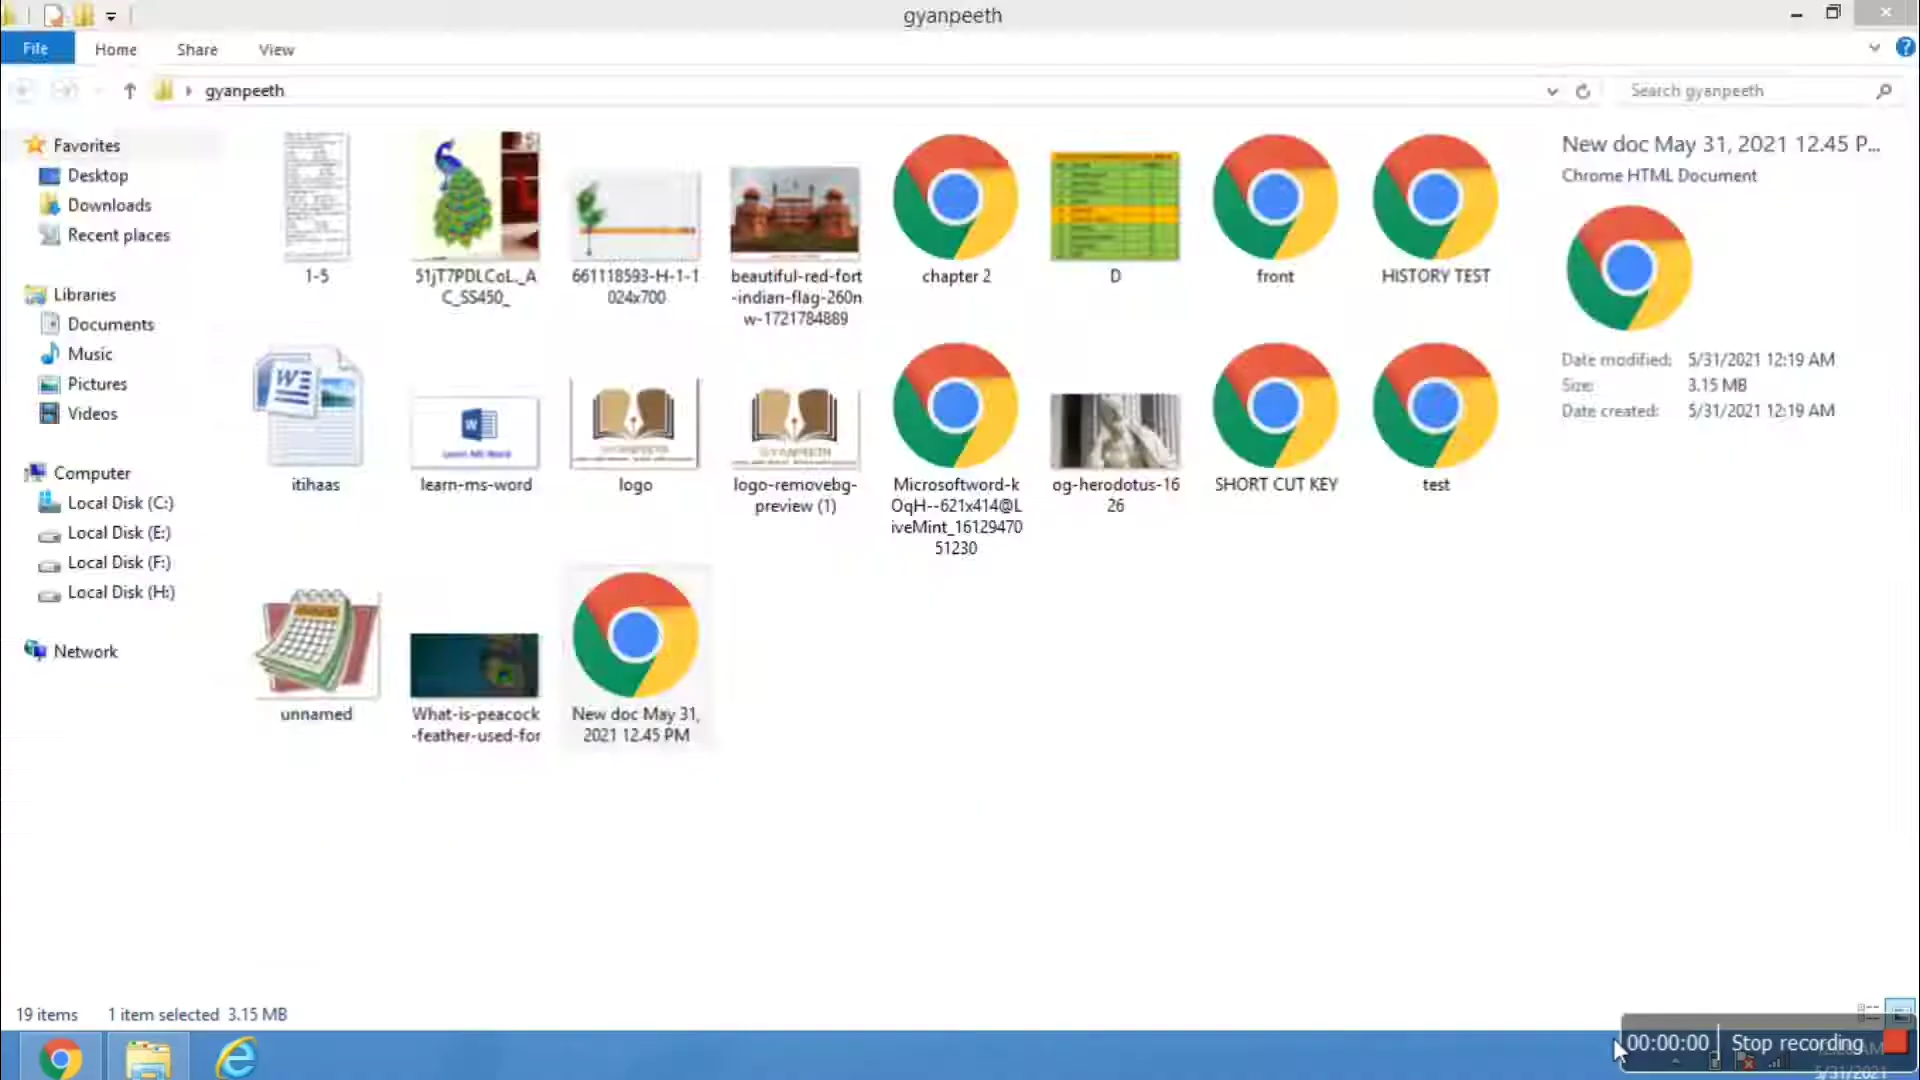 gyanpeeth
File Home Share View
gyanpeeth
Search gyanpeeth
Favorites
Desktop
Downloads
Recent places
Libraries
Documents
Music
Pictures
Videos
Computer
Local Disk (C:)
Local Disk (E:)
Local Disk (F:)
Local Disk (H:)
Network
1-5
51jT7PDLCoL._A
C_SS450_
661118593-H-1-1
024x700
beautiful-red-fort
-indian-flag-260n
w-1721784889
chapter 2
D
front
HISTORY TEST
itihaas
learn-ms-word
logo
GYANPEETH
logo-removebg-
preview (1)
Microsoftword-k
OqH--621x414@L
iveMint_16129470
51230
og-herodotus-16
26
SHORT CUT KEY
test
unnamed
What-is-peacock
-feather-used-for
New doc May 31,
2021 12.45 PM
New doc May 31, 2021 12.45 P...
Chrome HTML Document
Date modified: 5/31/2021 12:19 AM
Size: 3.15 MB
Date created: 5/31/2021 12:19 AM
19 items 1 item selected 3.15 MB
00:00:00 Stop recording
5/31/2021